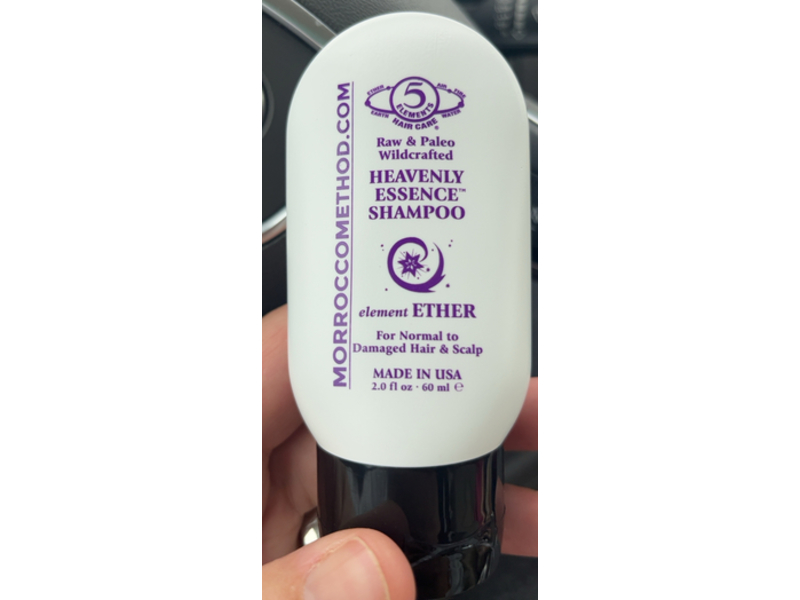 MORROCCOMETHOD.COM
ETHER AIR FIRE
5
ELEMENTS
EARTH WATER
HAIR CARE®
Raw & Paleo
Wildcrafted
HEAVENLY
ESSENCE™
SHAMPOO
element ETHER
For Normal to
Damaged Hair & Scalp
MADE IN USA
2.0 fl oz · 60 ml ℮